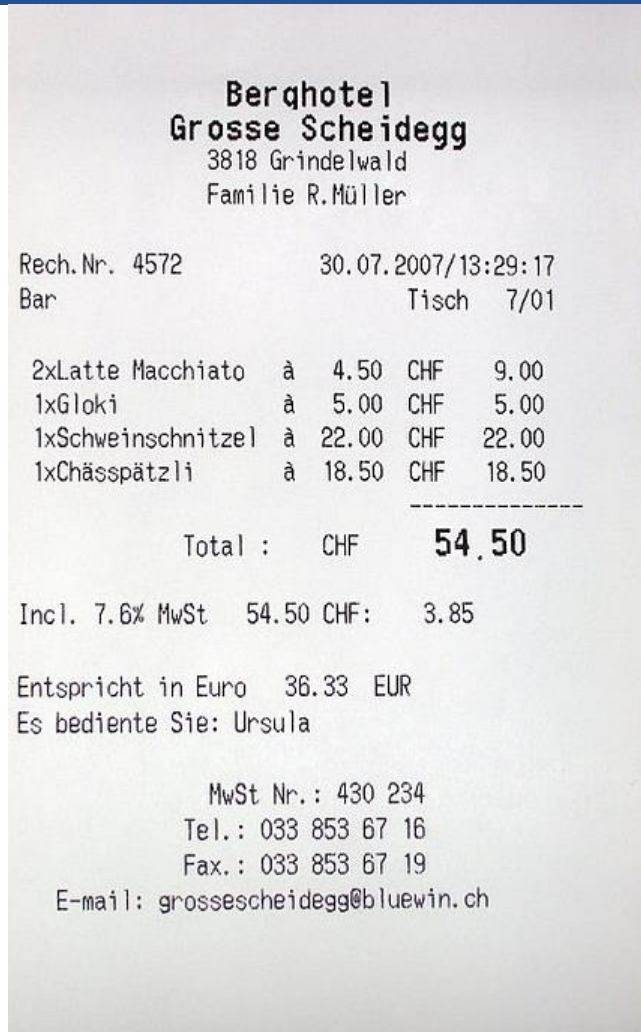 Berghotel
Grosse Scheidegg
3818 Grindelwald
Familie R.Müller
Rech.Nr. 4572 30.07.2007/13:29:17
Bar Tisch 7/01
2xLatte Macchiato à 4.50 CHF 9.00
1xGloki à 5.00 CHF 5.00
1xSchweinschnitzel à 22.00 CHF 22.00
1xChässpätzli à 18.50 CHF 18.50
--------------
Total : CHF 54.50
Incl. 7.6% MwSt 54.50 CHF: 3.85
Entspricht in Euro 36.33 EUR
Es bediente Sie: Ursula
MwSt Nr.: 430 234
Tel.: 033 853 67 16
Fax.: 033 853 67 19
E-mail: grossescheidegg@bluewin.ch